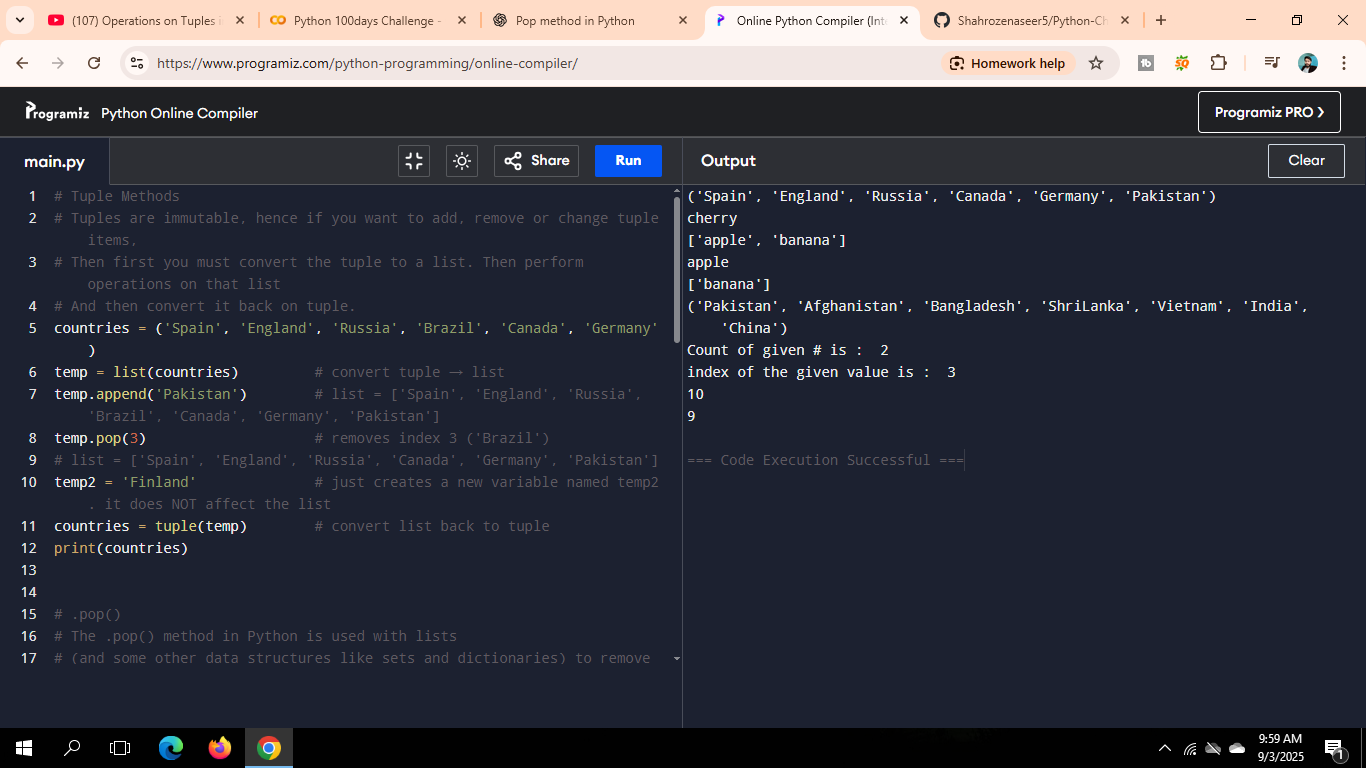 (107) Operations on Tuples i
Python 100days Challenge -
Pop method in Python
Online Python Compiler (Int
Shahrozenaseer5/Python-Ch
https://www.programiz.com/python-programming/online-compiler/
Homework help
Programiz
Python Online Compiler
Programiz PRO
main.py
Share
Run
Output
Clear
1 # Tuple Methods
2 # Tuples are immutable, hence if you want to add, remove or change tuple
items,
3 # Then first you must convert the tuple to a list. Then perform
operations on that list
4 # And then convert it back on tuple.
5 countries = ('Spain', 'England', 'Russia', 'Brazil', 'Canada', 'Germany'
)
6 temp = list(countries) # convert tuple → list
7 temp.append('Pakistan') # list = ['Spain', 'England', 'Russia',
'Brazil', 'Canada', 'Germany', 'Pakistan']
8 temp.pop(3) # removes index 3 ('Brazil')
9 # list = ['Spain', 'England', 'Russia', 'Canada', 'Germany', 'Pakistan']
10 temp2 = 'Finland' # just creates a new variable named temp2
. it does NOT affect the list
11 countries = tuple(temp) # convert list back to tuple
12 print(countries)
13
14
15 # .pop()
16 # The .pop() method in Python is used with lists
17 # (and some other data structures like sets and dictionaries) to remove
('Spain', 'England', 'Russia', 'Canada', 'Germany', 'Pakistan')
cherry
['apple', 'banana']
apple
['banana']
('Pakistan', 'Afghanistan', 'Bangladesh', 'ShriLanka', 'Vietnam', 'India',
'China')
Count of given # is :  2
index of the given value is :  3
10
9
=== Code Execution Successful ===
9:59 AM
9/3/2025
1